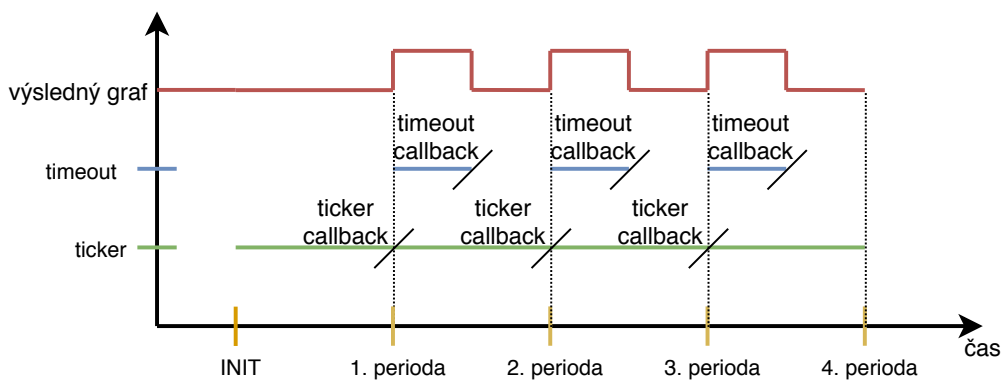 výsledný graf
timeout
callback
timeout
callback
timeout
callback
timeout
ticker
callback
ticker
callback
ticker
callback
ticker
INIT
1. perioda
2. perioda
3. perioda
4. perioda
čas